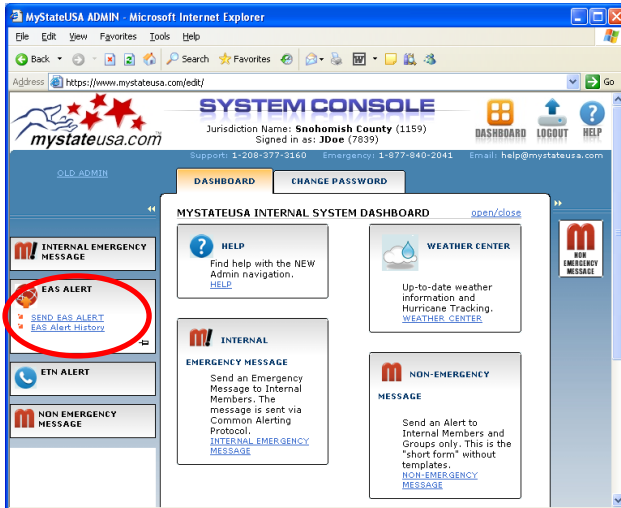 MyStateUSA ADMIN - Microsoft Internet Explorer
File Edit View Favorites Tools Help
Back Search Favorites
Address https://www.mystateusa.com/edit/ Go
mystateusa.com
SYSTEM CONSOLE
Jurisdiction Name: Snohomish County (1159)
Signed in as: JDoe (7839)
DASHBOARD LOGOUT HELP
Support: 1-208-377-3160 Emergency: 1-877-840-2041 Email: help@mystateusa.com
OLD ADMIN
INTERNAL EMERGENCY
MESSAGE
EAS ALERT
SEND EAS ALERT
EAS Alert History
ETN ALERT
NON EMERGENCY
MESSAGE
DASHBOARD CHANGE PASSWORD
MYSTATEUSA INTERNAL SYSTEM DASHBOARD open/close
HELP
Find help with the NEW
Admin navigation.
HELP
INTERNAL
EMERGENCY MESSAGE
Send an Emergency
Message to Internal
Members. The
message is sent via
Common Alerting
Protocol.
INTERNAL EMERGENCY
MESSAGE
WEATHER CENTER
Up-to-date weather
information and
Hurricane Tracking.
WEATHER CENTER
NON-EMERGENCY
MESSAGE
Send an Alert to
Internal Members and
Groups only. This is the
"short form" without
templates.
NON-EMERGENCY
MESSAGE
NON
EMERGENCY
MESSAGE